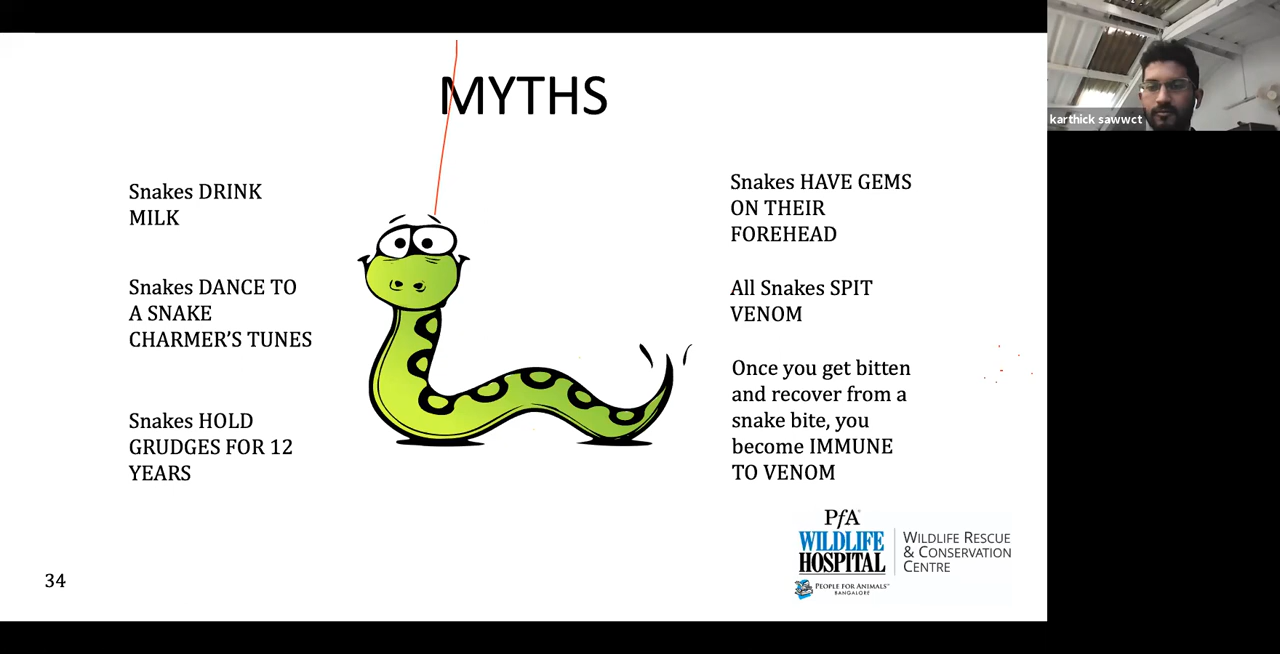 MYTHS
Snakes DRINK
MILK
Snakes DANCE TO
A SNAKE
CHARMER'S TUNES
Snakes HOLD
GRUDGES FOR 12
YEARS
Snakes HAVE GEMS
ON THEIR
FOREHEAD
All Snakes SPIT
VENOM
Once you get bitten
and recover from a
snake bite, you
become IMMUNE
TO VENOM
PfA
WILDLIFE
HOSPITAL
PEOPLE FOR ANIMALS
BANGALORE
WILDLIFE RESCUE
& CONSERVATION
CENTRE
34
karthick sawwct